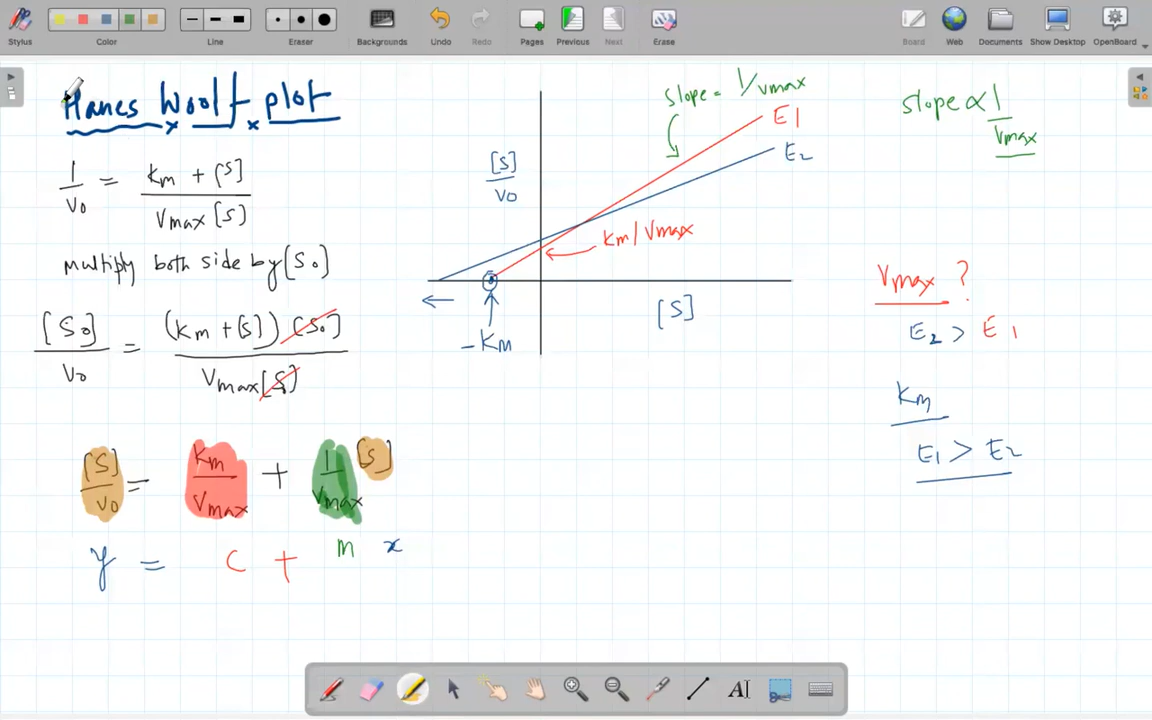 Stylus Color Line Eraser Backgrounds Undo Redo Pages Previous Next Erase Board Web Documents Show Desktop OpenBoard
Hanes Woolf plot
1/V0 = Km + [S] / Vmax [S]
multiply both side by [S0]
[S0]/V0 = (Km + [S]) [S0] / Vmax [S]
[S]/V0 = Km/Vmax + 1/Vmax [S]
y = C + m x
slope = 1/Vmax
E1
E2
[S]/V0
Km/Vmax
[S]
-Km
slope ∝ 1/Vmax
Vmax ?
E2 > E1
Km
E1 > E2
AI